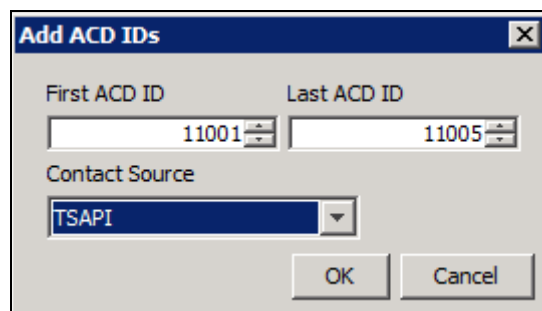 Add ACD IDs
First ACD ID Last ACD ID
11001 11005
Contact Source
TSAPI
OK Cancel